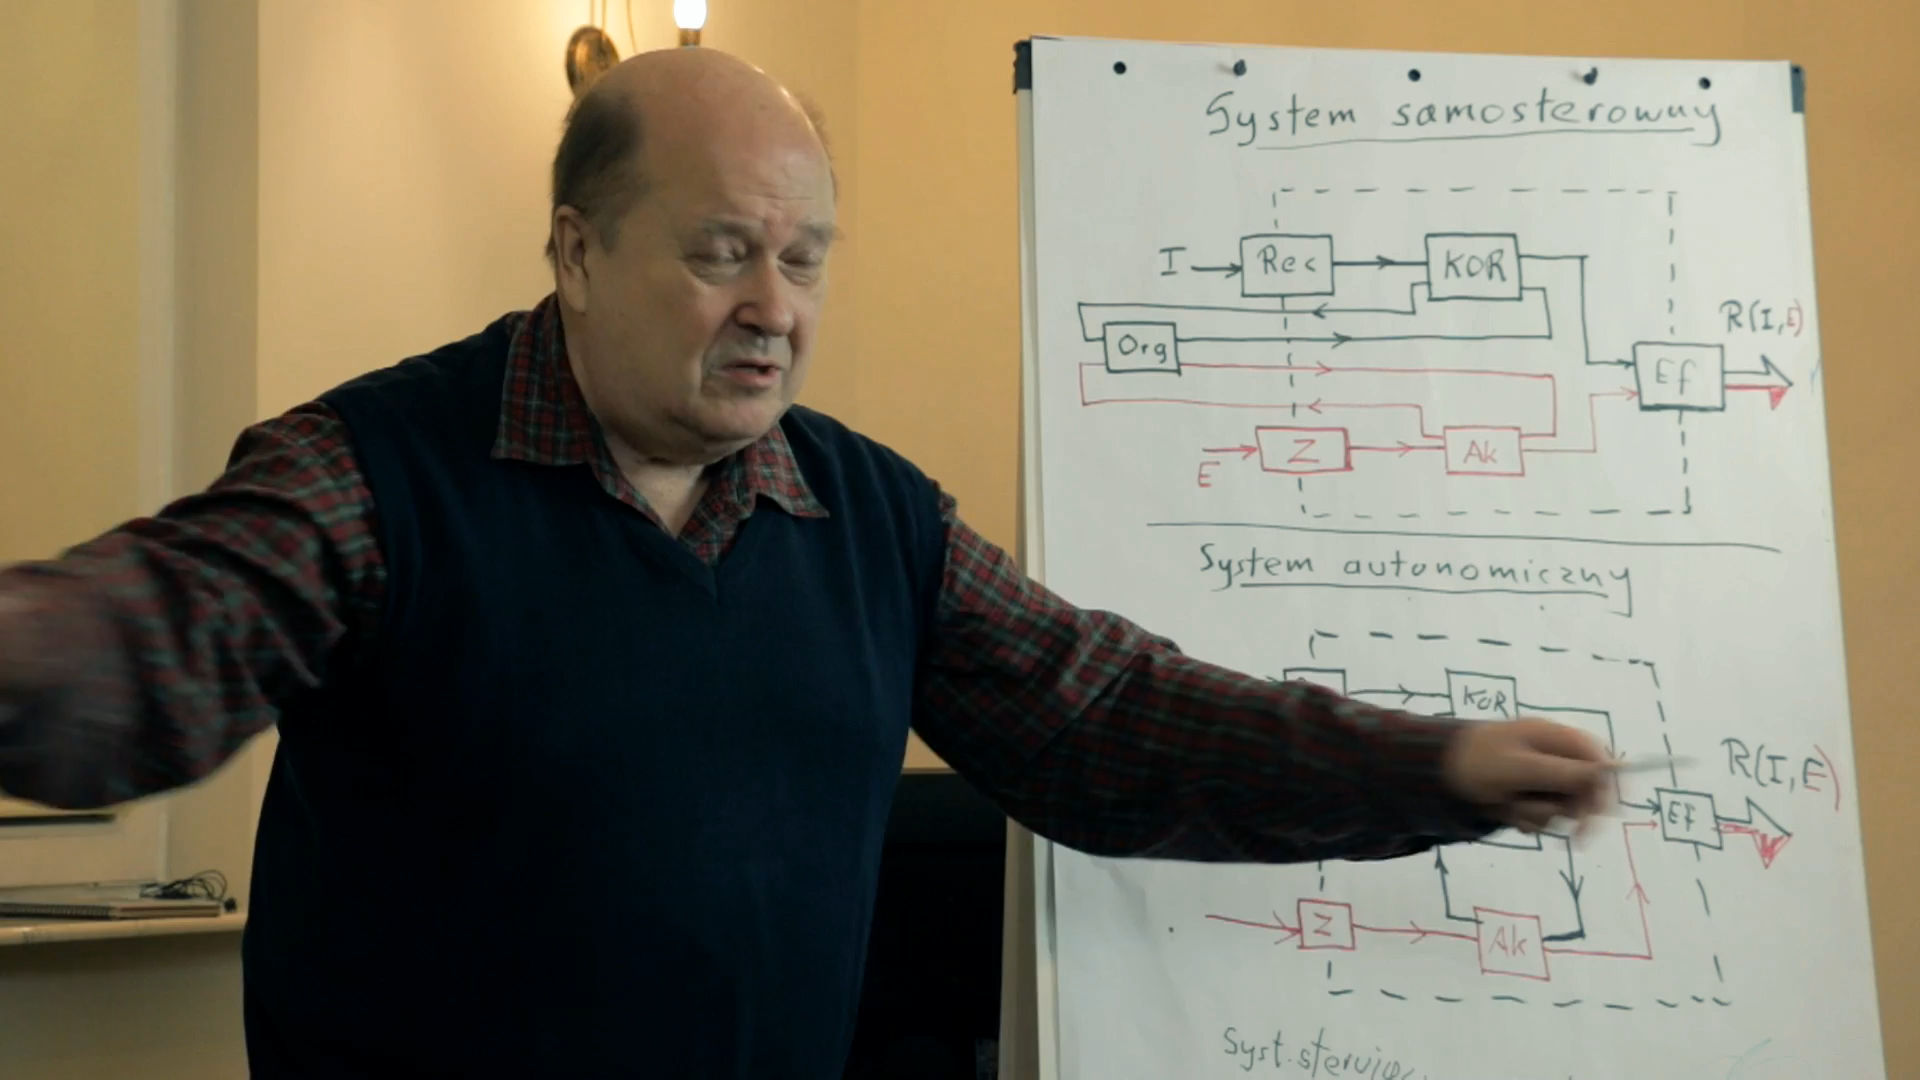 System samosterowny
I Rec KOR
R(I,E)
Org
Ef
E Z Ak
System autonomiczny
KOR
R(I,E)
Ef
Z Ak